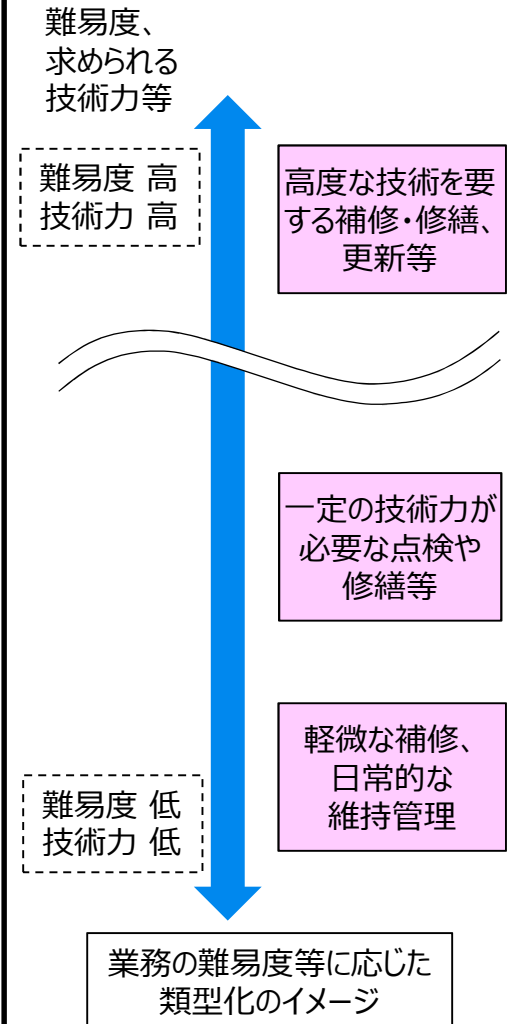 難易度、
求められる
技術力等
難易度 高
技術力 高
高度な技術を要
する補修・修繕、
更新等
一定の技術力が
必要な点検や
修繕等
軽微な補修、
日常的な
維持管理
難易度 低
技術力 低
業務の難易度等に応じた
類型化のイメージ